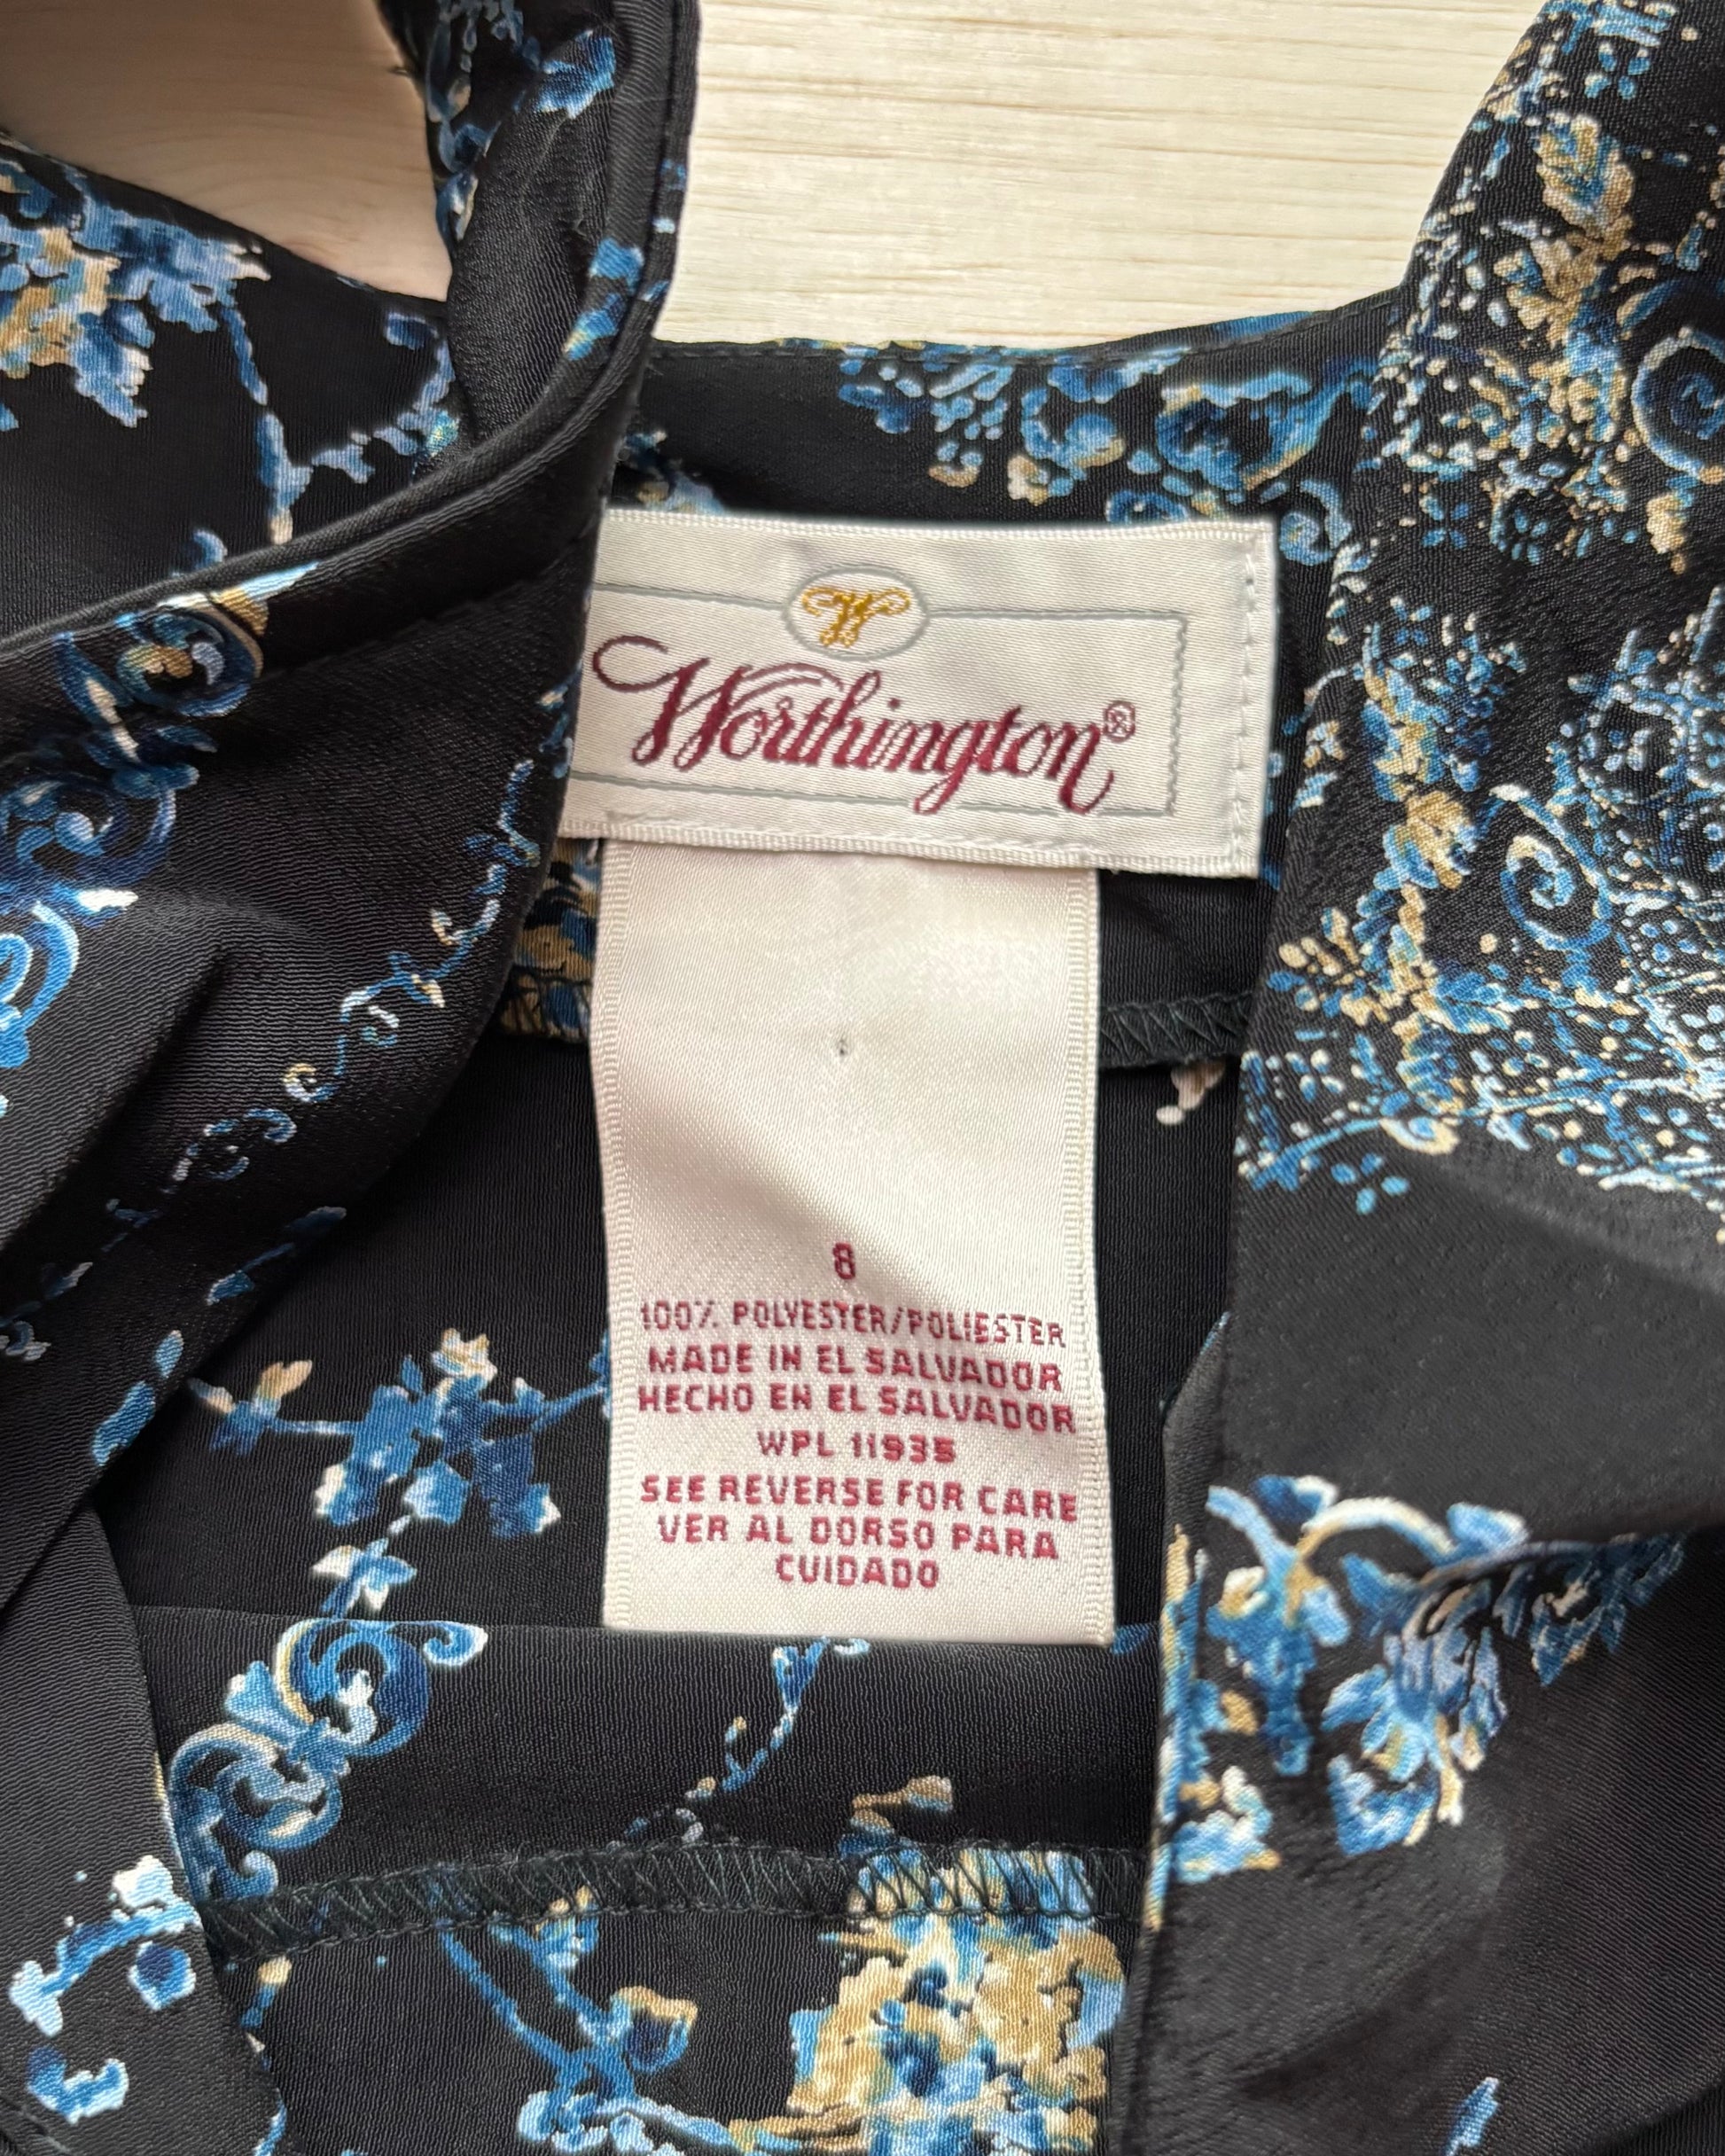 W
Worthington®
8
100% POLYESTER/POLIESTER
MADE IN EL SALVADOR
HECHO EN EL SALVADOR
WPL 11935
SEE REVERSE FOR CARE
VER AL DORSO PARA
CUIDADO